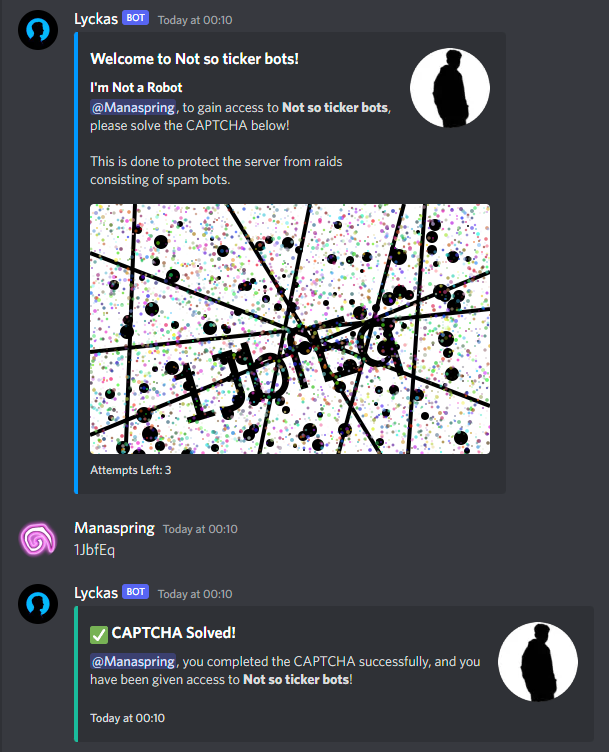 Lyckas BOT Today at 00:10
Welcome to Not so ticker bots!
I'm Not a Robot
@Manaspring, to gain access to Not so ticker bots,
please solve the CAPTCHA below!
This is done to protect the server from raids
consisting of spam bots.
1JbfEq
Attempts Left: 3
Manaspring Today at 00:10
1JbfEq
Lyckas BOT Today at 00:10
✅ CAPTCHA Solved!
@Manaspring, you completed the CAPTCHA successfully, and you
have been given access to Not so ticker bots!
Today at 00:10